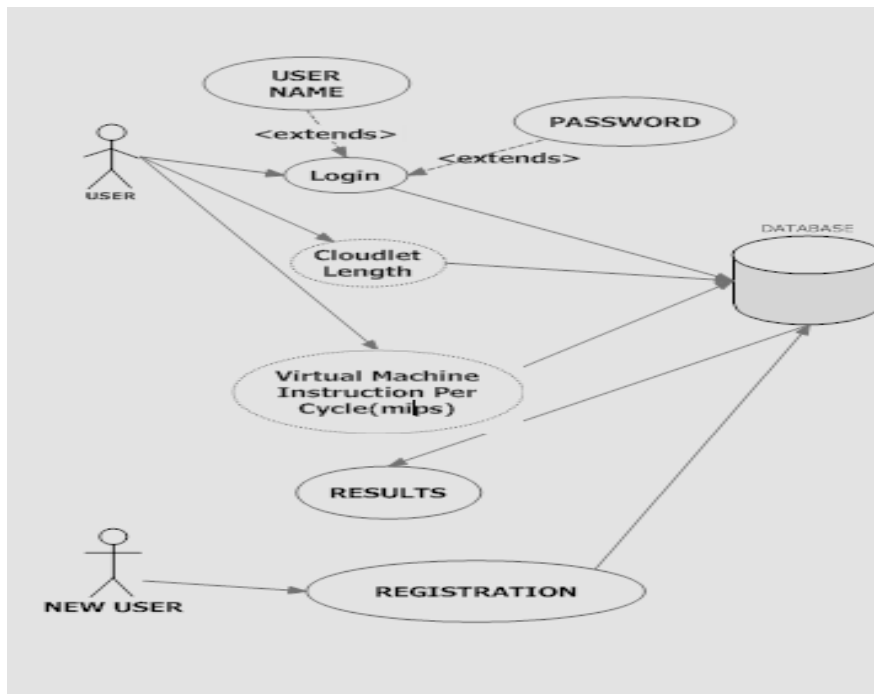 USER
NAME
<extends>
PASSWORD
<extends>
Login
USER
DATABASE
Cloudlet
Length
Virtual Machine
Instruction Per
Cycle(mips)
RESULTS
NEW USER
REGISTRATION